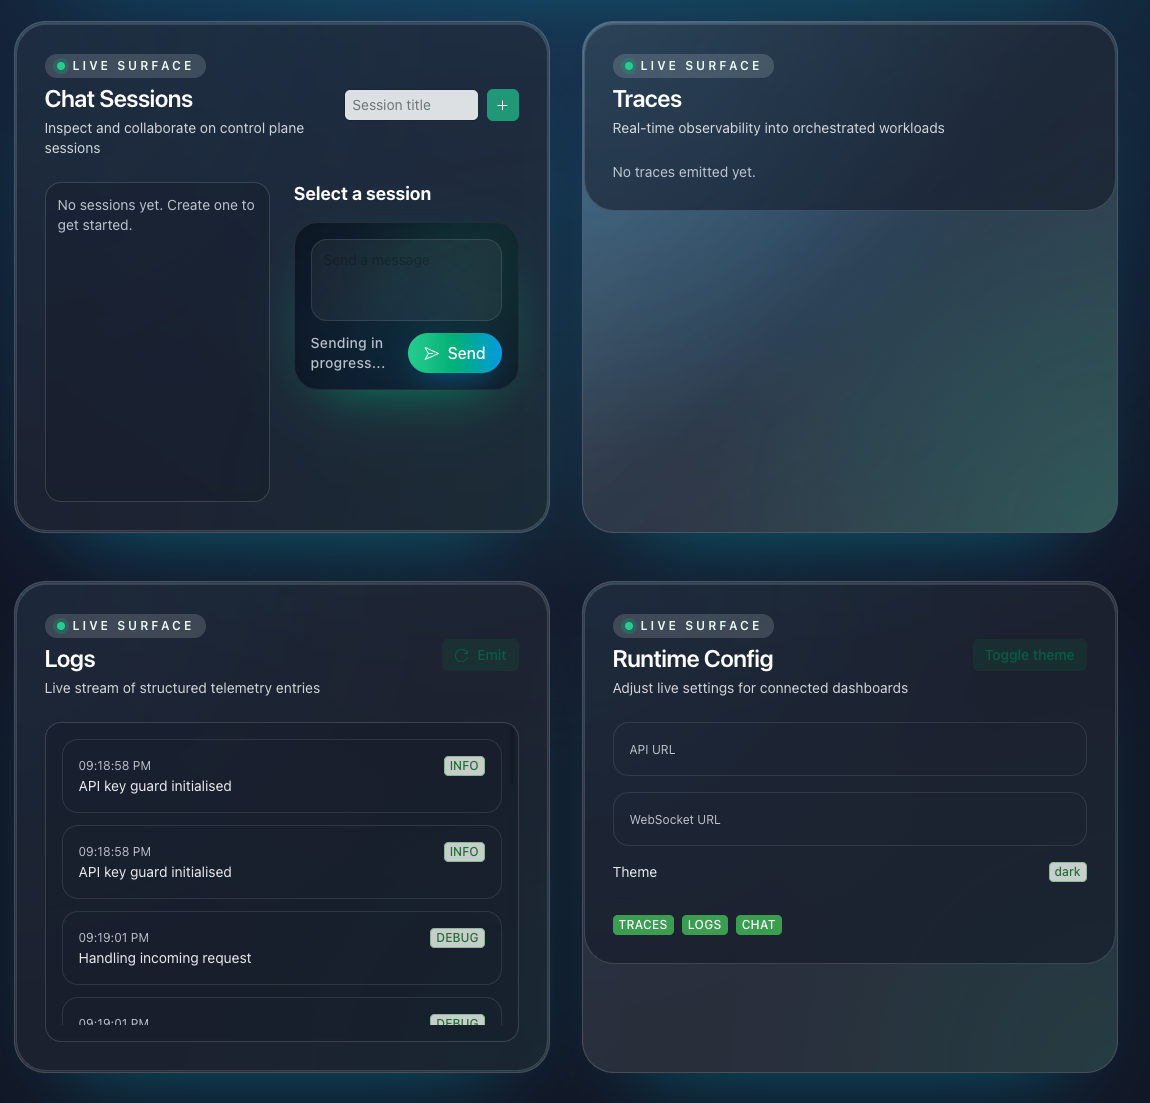 LIVE SURFACE
Chat Sessions
Session title
+
Inspect and collaborate on control plane
sessions
No sessions yet. Create one to
get started.
Select a session
Send a message
Sending in
progress...
Send
LIVE SURFACE
Traces
Real-time observability into orchestrated workloads
No traces emitted yet.
LIVE SURFACE
Logs
Emit
Live stream of structured telemetry entries
09:18:58 PM
INFO
API key guard initialised
09:18:58 PM
INFO
API key guard initialised
09:19:01 PM
DEBUG
Handling incoming request
09:19:01 PM
DEBUG
LIVE SURFACE
Runtime Config
Toggle theme
Adjust live settings for connected dashboards
API URL
WebSocket URL
Theme
dark
TRACES LOGS CHAT